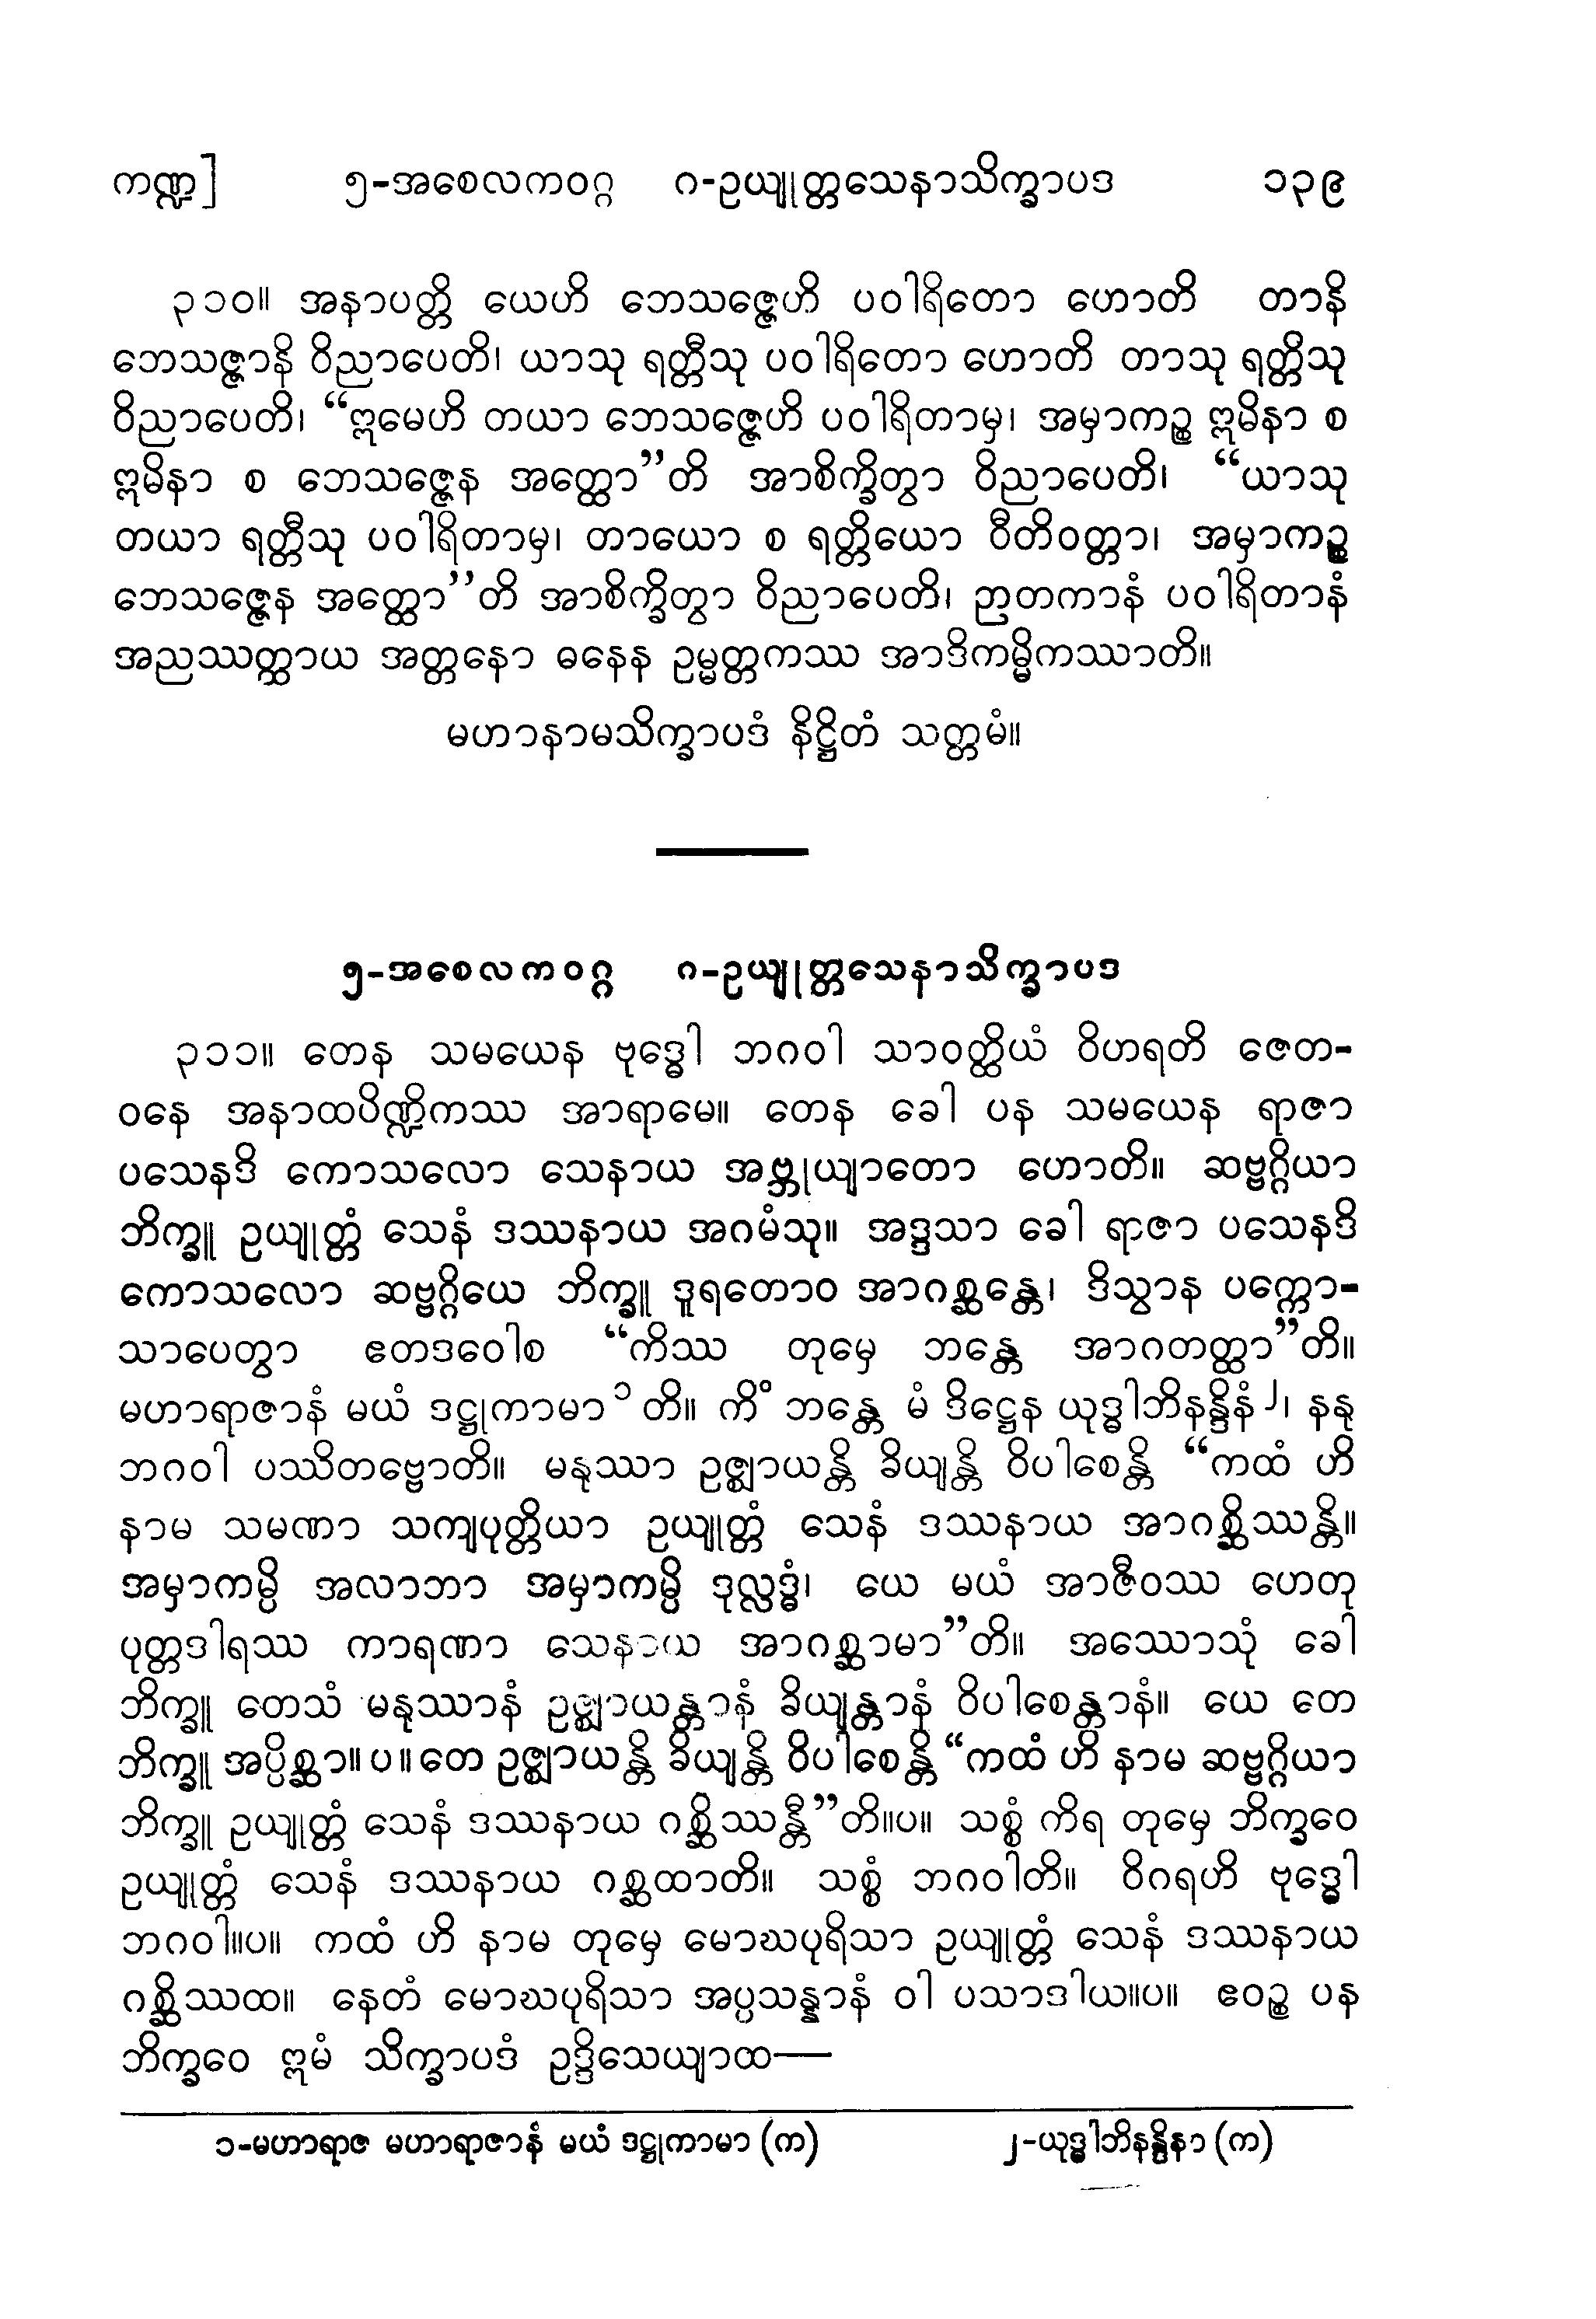 ကဏ္ဍ] ၅-အစေလကဝဂ္ဂ ဂ-ဥယျုတ္တသေနာသိက္ခာပဒ ၁၃၉
၃၁၀။ အနာပတ္တိ ယေဟိ ဘေသဇ္ဇေဟိ ပဝါရိတော ဟောတိ တာနိ
ဘေသဇ္ဇာနိ ဝိညာပေတိ၊ ယာသု ရတ္တီသု ပဝါရိတော ဟောတိ တာသု ရတ္တိသု
ဝိညာပေတိ၊ “ဣမေဟိ တယာ ဘေသဇ္ဇေဟိ ပဝါရိတာမှ၊ အမှာကဉ္စ ဣမိနာ စ
ဣမိနာ စ ဘေသဇ္ဇေန အတ္ထော”တိ အာစိက္ခိတွာ ဝိညာပေတိ၊ “ယာသု
တယာ ရတ္တီသု ပဝါရိတာမှ၊ တာယော စ ရတ္တိယော ဝီတိဝတ္တာ၊ အမှာကဉ္စ
ဘေသဇ္ဇေန အတ္ထော”တိ အာစိက္ခိတွာ ဝိညာပေတိ၊ ဉာတကာနံ ပဝါရိတာနံ
အညဿတ္ထာယ အတ္တနော ဓနေန ဥမ္မတ္တကဿ အာဒိကမ္မိကဿာတိ။
မဟာနာမသိက္ခာပဒံ နိဋ္ဌိတံ သတ္တမံ။
၅-အစေလကဝဂ္ဂ ဂ-ဥယျုတ္တသေနာသိက္ခာပဒ
၃၁၁။ တေန သမယေန ဗုဒ္ဓေါ ဘဂဝါ သာဝတ္ထိယံ ဝိဟရတိ ဇေတ-
ဝနေ အနာထပိဏ္ဍိကဿ အာရာမေ။ တေန ခေါ ပန သမယေန ရာဇာ
ပသေနဒိ ကောသလော သေနာယ အဗ္ဘုယျာတော ဟောတိ။ ဆဗ္ဗဂ္ဂိယာ
ဘိက္ခူ ဥယျုတ္တံ သေနံ ဒဿနာယ အဂမံသု။ အဒ္ဒသာ ခေါ ရာဇာ ပသေနဒိ
ကောသလော ဆဗ္ဗဂ္ဂိယေ ဘိက္ခူ ဒူရတောဝ အာဂစ္ဆန္တေ၊ ဒိသွာန ပက္ကော-
သာပေတွာ ဧတဒဝေါစ “ကိဿ တုမှေ ဘန္တေ အာဂတတ္ထာ”တိ။
မဟာရာဇာနံ မယံ ဒဋ္ဌုကာမာ၁တိ။ ကိံ ဘန္တေ မံ ဒိဋ္ဌေန ယုဒ္ဓါဘိနန္ဒိနံ၂၊ နနု
ဘဂဝါ ပဿိတဗ္ဗောတိ။ မနုဿာ ဥဇ္ဈာယန္တိ ခိယျန္တိ ဝိပါစေန္တိ “ကထံ ဟိ
နာမ သမဏာ သကျပုတ္တိယာ ဥယျုတ္တံ သေနံ ဒဿနာယ အာဂစ္ဆိဿန္တိ။
အမှာကမ္ပိ အလာဘာ အမှာကမ္ပိ ဒုလ္လဒ္ဓံ၊ ယေ မယံ အာဇီဝဿ ဟေတု
ပုတ္တဒါရဿ ကာရဏာ သေနာယ အာဂစ္ဆာမာ”တိ။ အဿောသုံ ခေါ
ဘိက္ခူ တေသံ မနုဿာနံ ဥဇ္ဈာယန္တာနံ ခိယျန္တာနံ ဝိပါစေန္တာနံ။ ယေ တေ
ဘိက္ခူ အပ္ပိစ္ဆာ။ပ။တေ ဥဇ္ဈာယန္တိ ခိယျန္တိ ဝိပါစေန္တိ “ကထံ ဟိ နာမ ဆဗ္ဗဂ္ဂိယာ
ဘိက္ခူ ဥယျုတ္တံ သေနံ ဒဿနာယ ဂစ္ဆိဿန္တီ”တိ။ပ။ သစ္စံ ကိရ တုမှေ ဘိက္ခဝေ
ဥယျုတ္တံ သေနံ ဒဿနာယ ဂစ္ဆထာတိ။ သစ္စံ ဘဂဝါတိ။ ဝိဂရဟိ ဗုဒ္ဓေါ
ဘဂဝါ။ပ။ ကထံ ဟိ နာမ တုမှေ မောဃပုရိသာ ဥယျုတ္တံ သေနံ ဒဿနာယ
ဂစ္ဆိဿထ။ နေတံ မောဃပုရိသာ အပ္ပသန္နာနံ ဝါ ပသာဒါယ။ပ။ ဧဝဉ္စ ပန
ဘိက္ခဝေ ဣမံ သိက္ခာပဒံ ဥဒ္ဒိသေယျာထ—
၁-မဟာရာဇ မဟာရာဇာနံ မယံ ဒဋ္ဌုကာမာ (က) ၂-ယုဒ္ဓါဘိနန္ဒိနာ (က)